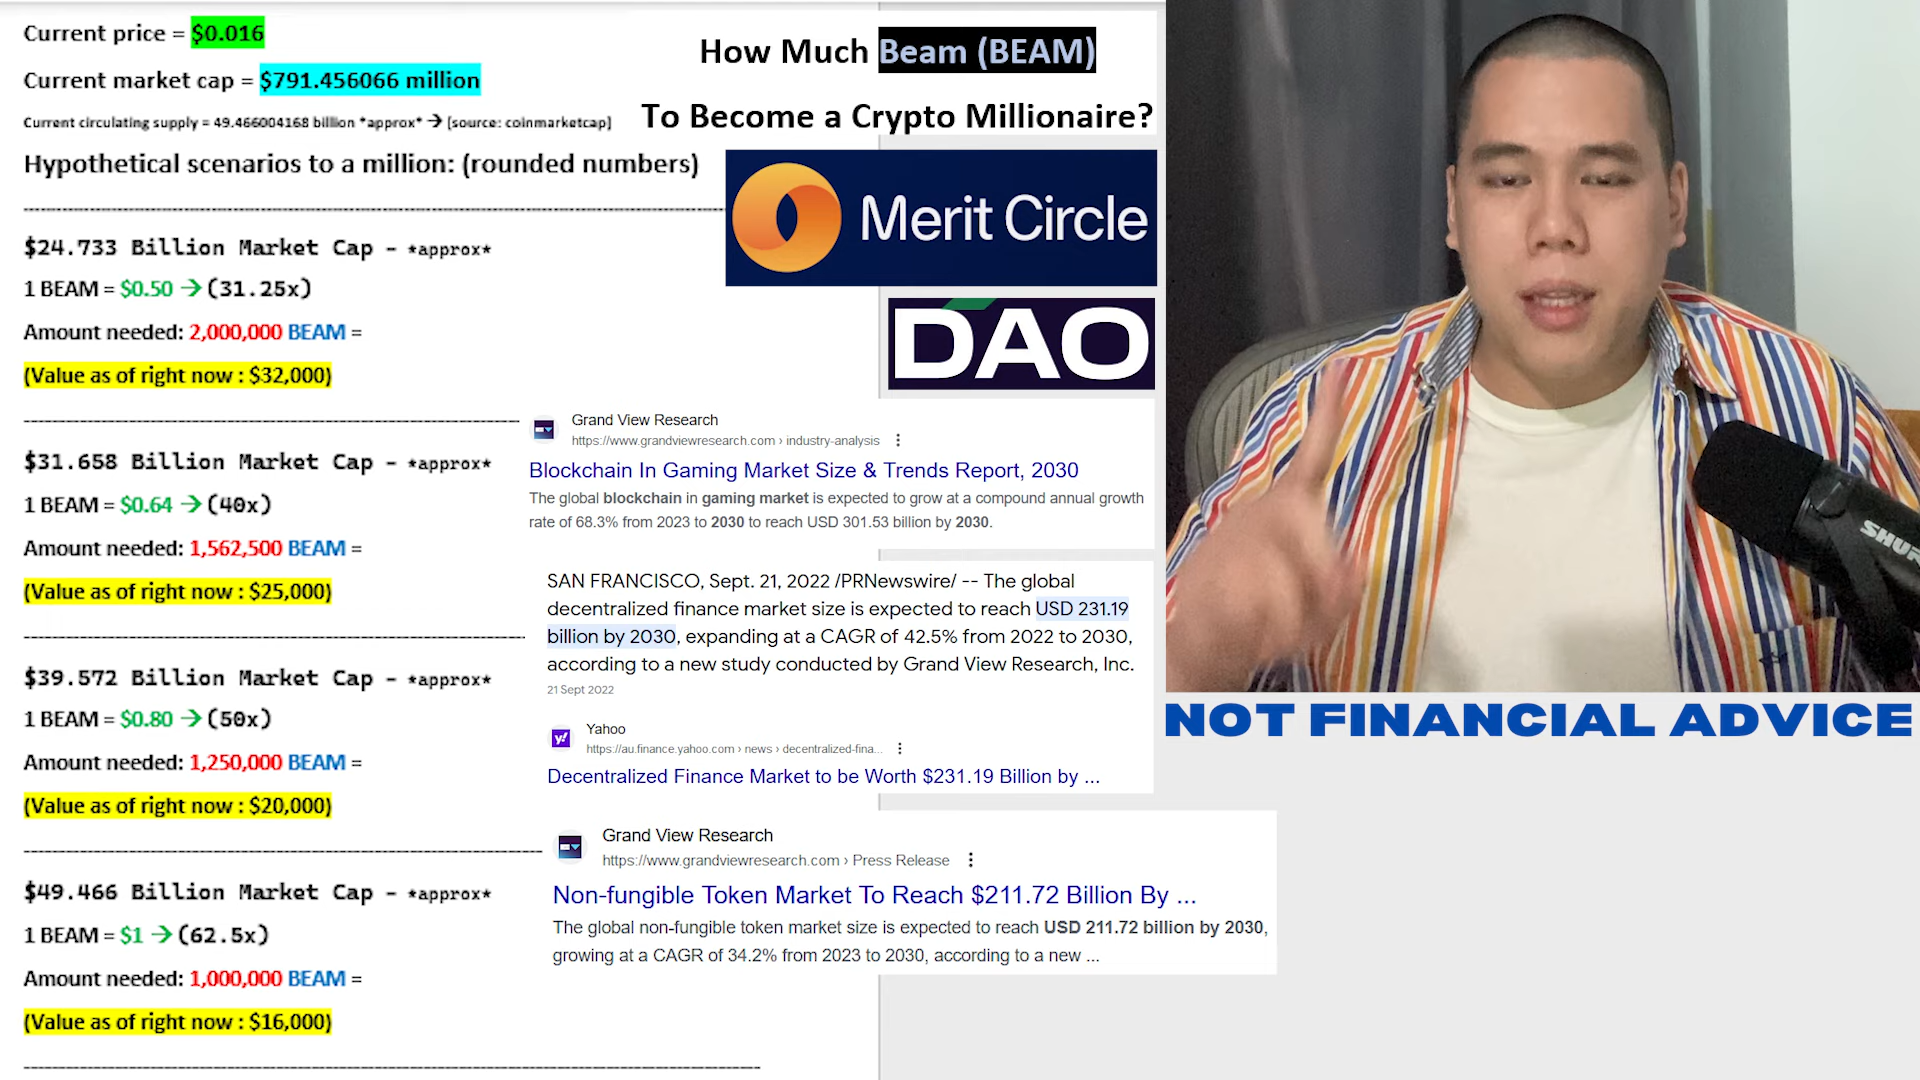 Current price = $0.016
Current market cap = $791.456066 million
Current circulating supply = 49.466004168 billion *approx* → [source: coinmarketcap]
Hypothetical scenarios to a million: (rounded numbers)
$24.733 Billion Market Cap – *approx*
1 BEAM = $0.50 → (31.25x)
Amount needed: 2,000,000 BEAM =
(Value as of right now : $32,000)
$31.658 Billion Market Cap – *approx*
1 BEAM = $0.64 → (40x)
Amount needed: 1,562,500 BEAM =
(Value as of right now : $25,000)
$39.572 Billion Market Cap – *approx*
1 BEAM = $0.80 → (50x)
Amount needed: 1,250,000 BEAM =
(Value as of right now : $20,000)
$49.466 Billion Market Cap – *approx*
1 BEAM = $1 → (62.5x)
Amount needed: 1,000,000 BEAM =
(Value as of right now : $16,000)
How Much Beam (BEAM)
To Become a Crypto Millionaire?
Merit Circle
DAO
Grand View Research
https://www.grandviewresearch.com › industry-analysis
Blockchain In Gaming Market Size & Trends Report, 2030
The global blockchain in gaming market is expected to grow at a compound annual growth
rate of 68.3% from 2023 to 2030 to reach USD 301.53 billion by 2030.
SAN FRANCISCO, Sept. 21, 2022 /PRNewswire/ -- The global
decentralized finance market size is expected to reach USD 231.19
billion by 2030, expanding at a CAGR of 42.5% from 2022 to 2030,
according to a new study conducted by Grand View Research, Inc.
21 Sept 2022
y!
Yahoo
https://au.finance.yahoo.com › news › decentralized-fina...
Decentralized Finance Market to be Worth $231.19 Billion by ...
Grand View Research
https://www.grandviewresearch.com › Press Release
Non-fungible Token Market To Reach $211.72 Billion By ...
The global non-fungible token market size is expected to reach USD 211.72 billion by 2030,
growing at a CAGR of 34.2% from 2023 to 2030, according to a new ...
NOT FINANCIAL ADVICE